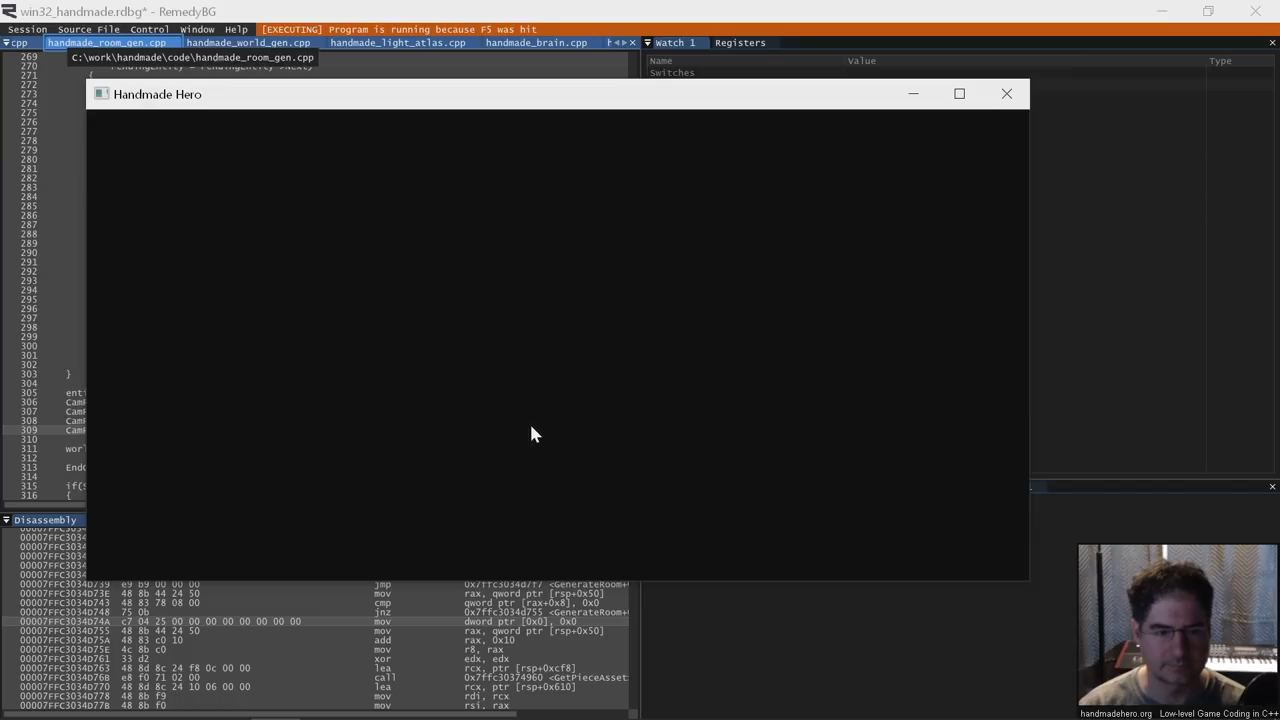 win32_handmade.rdbg* - RemedyBG
Session Source File Control Window Help [EXECUTING] Program is running because F5 was hit
cpp handmade_room_gen.cpp handmade_world_gen.cpp handmade_light_atlas.cpp handmade_brain.cpp
Watch 1 Registers
C:\work\handmade\code\handmade_room_gen.cpp
Name Value Type
Switches
Handmade Hero
269
270
271 {
272
273
274
275
276
277
278
279
280
281
282
283
284
285
286
287
288
289
290
291
292
293
294
295
296
297
298
299
300
301
302
303 }
304
305 enti
306 CamP
307 CamP
308 CamP
309 CamP
310
311 worl
312
313 End
314
315 if(
316 {
Disassembly
00007FFC3034D739 e9 b9 00 00 00 jmp 0x7ffc3034d7f7 <GenerateRoom+
00007FFC3034D73E 48 8b 44 24 50 mov rax, qword ptr [rsp+0x50]
00007FFC3034D743 48 83 78 08 00 cmp qword ptr [rax+0x8], 0x0
00007FFC3034D748 75 0b jnz 0x7ffc3034d755 <GenerateRoom+
00007FFC3034D74A c7 04 25 00 00 00 00 00 00 00 00 mov dword ptr [0x0], 0x0
00007FFC3034D755 48 8b 44 24 50 mov rax, qword ptr [rsp+0x50]
00007FFC3034D75A 48 83 c0 10 add rax, 0x10
00007FFC3034D75E 4c 8b c0 mov r8, rax
00007FFC3034D761 33 d2 xor edx, edx
00007FFC3034D763 48 8d 8c 24 f8 0c 00 00 lea rcx, ptr [rsp+0xcf8]
00007FFC3034D76B e8 f0 71 02 00 call 0x7ffc30374960 <GetPieceAsset
00007FFC3034D770 48 8d 8c 24 10 06 00 00 lea rcx, ptr [rsp+0x610]
00007FFC3034D778 48 8b f9 mov rdi, rcx
00007FFC3034D77B 48 8b f0 mov rsi, rax
handmadehero.org Low-level Game Coding in C++